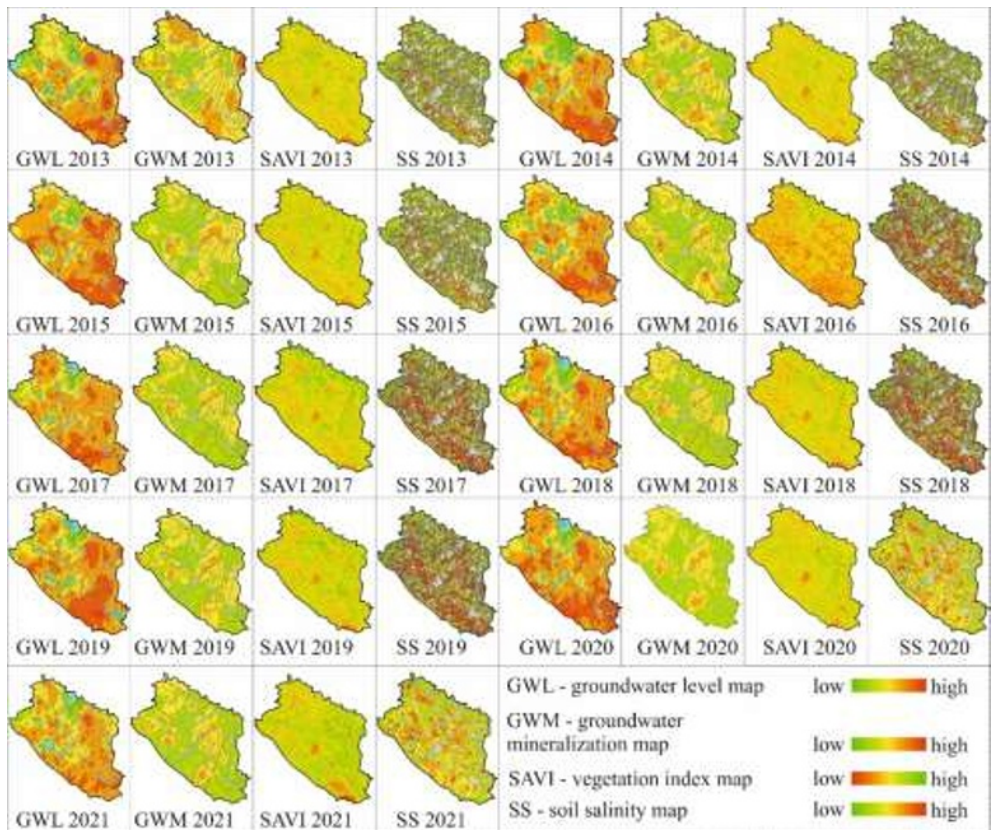 GWL 2013 GWM 2013 SAVI 2013 SS 2013 GWL 2014 GWM 2014 SAVI 2014 SS 2014
GWL 2015 GWM 2015 SAVI 2015 SS 2015 GWL 2016 GWM 2016 SAVI 2016 SS 2016
GWL 2017 GWM 2017 SAVI 2017 SS 2017 GWL 2018 GWM 2018 SAVI 2018 SS 2018
GWL 2019 GWM 2019 SAVI 2019 SS 2019 GWL 2020 GWM 2020 SAVI 2020 SS 2020
GWL 2021 GWM 2021 SAVI 2021 SS 2021
GWL - groundwater level map low high
GWM - groundwater
mineralization map low high
SAVI - vegetation index map low high
SS - soil salinity map low high